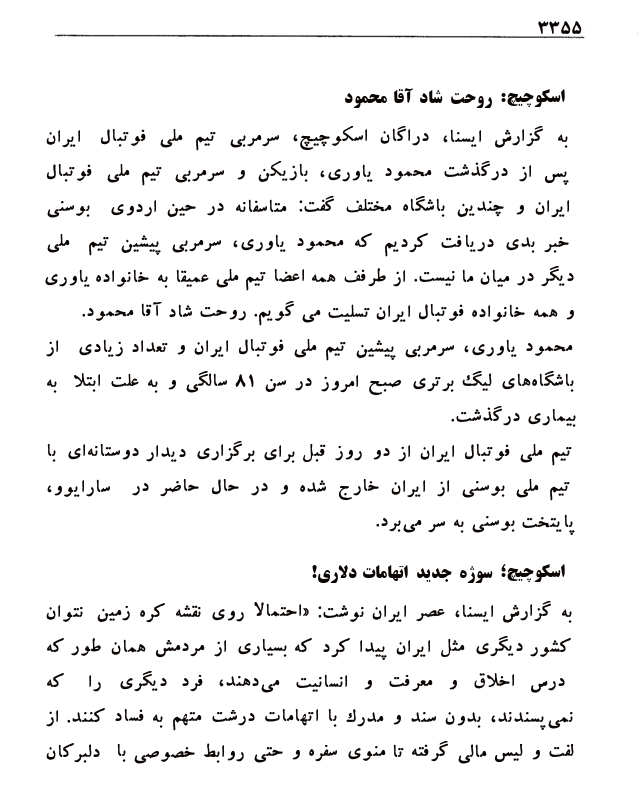 ۳۳۵۵
اسکوچیچ: روحت شاد آقا محمود
به گزارش ایسنا، دراگان اسکوچیچ، سرمربی تیم ملی فوتبال ایران
پس از درگذشت محمود یاوری، بازیکن و سرمربی تیم ملی فوتبال
ایران و چندین باشگاه مختلف گفت: متاسفانه در حین اردوی بوسنی
خبر بدی دریافت کردیم که محمود یاوری، سرمربی پیشین تیم ملی
دیگر در میان ما نیست. از طرفف همه اعضا تیم ملی عمیقا به خانواده یاوری
و همه خانواده فوتبال ایران تسلیت می گویم. روحت شاد آقا محمود.
محمود یاوری، سرمربی پیشین تیم ملی فوتبال ایران و تعداد زیادی از
باشگاه‌های لیگ برتری صبح امروز در سن ۸۱ سالگی و به علت ابتلا به
بیماری درگذشت.
تیم ملی فوتبال ایران از دو روز قبل برای برگزاری دیدار دوستانه‌ای با
تیم ملی بوسنی از ایران خارج شده و در حال حاضر در سارایوو،
پایتخت بوسنی به سر می‌برد.
اسکوچیچ؛ سوژه جدید اتهامات دلاری!
به گزارش ایسنا، عصر ایران نوشت: «احتمالا روی نقشه کره زمین نتوان
کشور دیگری مثل ایران پیدا کرد که بسیاری از مردمش همان طور که
درس اخلاق و معرفت و انسانیت می‌دهند، فرد دیگری را که
نمی‌پسندند، بدون سند و مدرک با اتهامات درشت متهم به فساد کنند. از
لفت و لیس مالی گرفته تا منوی سفره و حتی روابط خصوصی با دلبرکان